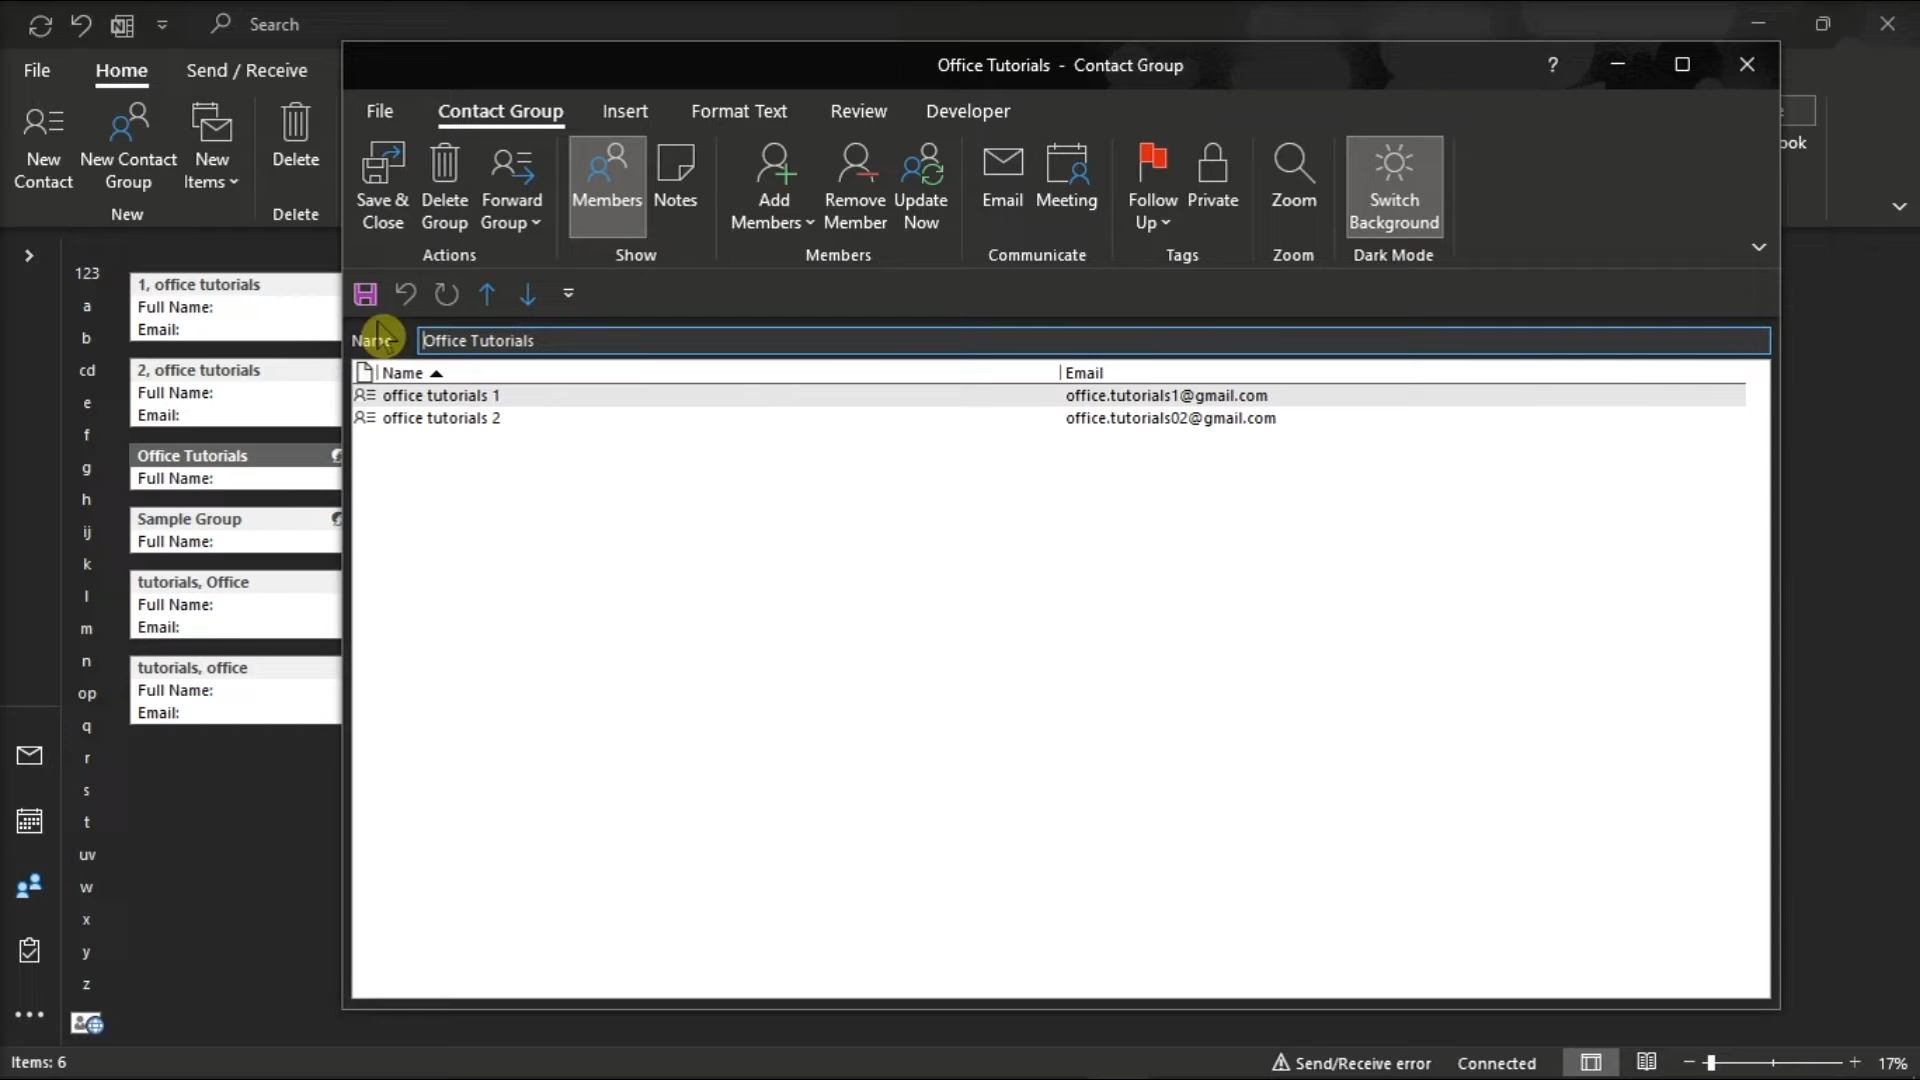 Search
File
Home
Send / Receive
New Contact
New Contact Group
New Items
Delete
New
Delete
ook
Office Tutorials - Contact Group
?
File
Contact Group
Insert
Format Text
Review
Developer
Save & Close
Delete Group
Forward Group
Members
Notes
Add Members
Remove Member
Update Now
Email
Meeting
Follow Up
Private
Zoom
Switch Background
Actions
Show
Members
Communicate
Tags
Zoom
Dark Mode
Name
Office Tutorials
Name
Email
office tutorials 1
office.tutorials1@gmail.com
office tutorials 2
office.tutorials02@gmail.com
123
a
b
cd
e
f
g
h
ij
k
l
m
n
op
q
r
s
t
uv
w
x
y
z
1, office tutorials
Full Name:
Email:
2, office tutorials
Full Name:
Email:
Office Tutorials
Full Name:
Sample Group
Full Name:
tutorials, Office
Full Name:
Email:
tutorials, office
Full Name:
Email:
Items: 6
Send/Receive error
Connected
17%